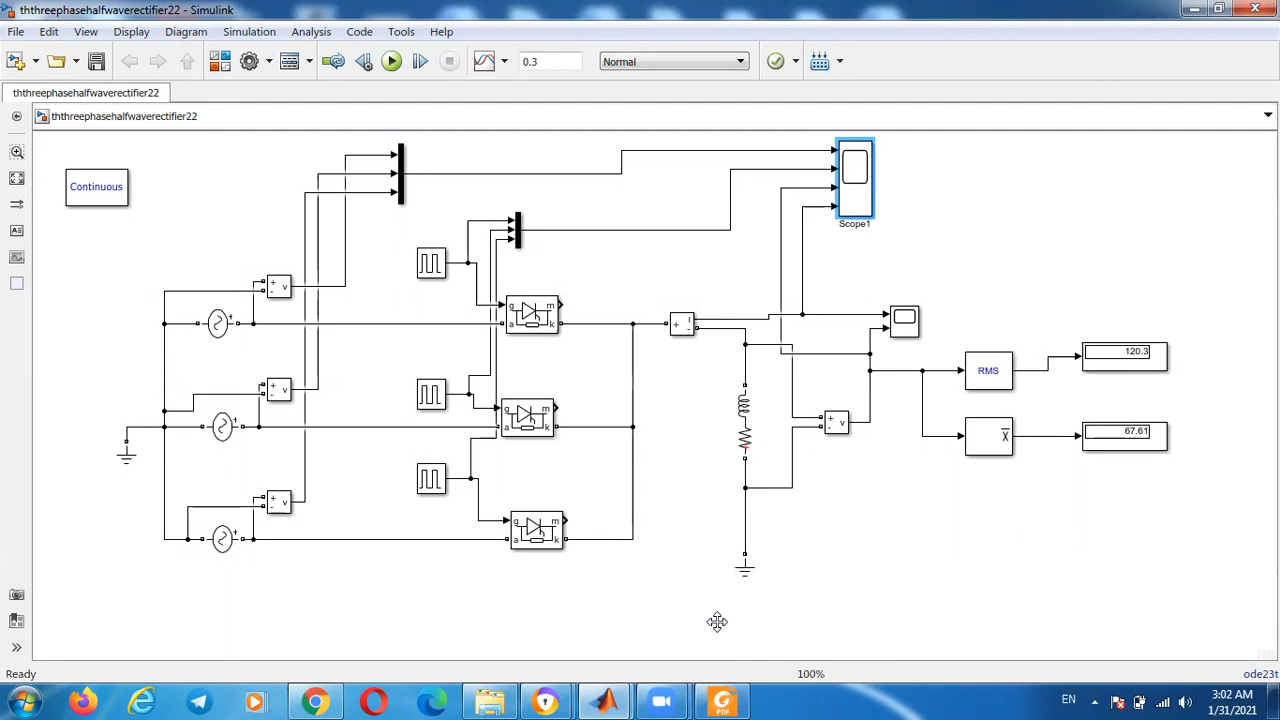 ththreephasehalfwaverectifier22 - Simulink
File Edit View Display Diagram Simulation Analysis Code Tools Help
0.3
Normal
ththreephasehalfwaverectifier22
ththreephasehalfwaverectifier22
Continuous
Scope1
+
-
v
g
m
a
k
+
I
-
120.3
RMS
+
-
v
g
m
a
k
+
-
v
67.61
X
+
-
v
g
m
a
k
Ready
100%
ode23t
PDF
EN
3:02 AM
1/31/2021